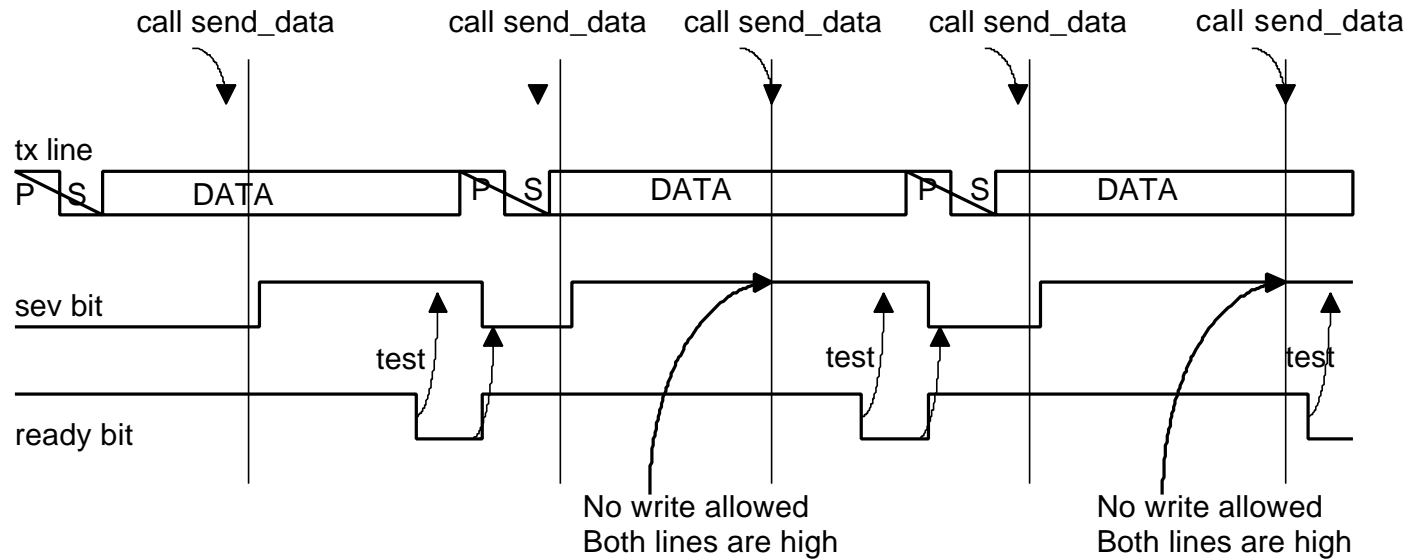 call send_data call send_data call send_data call send_data call send_data
tx line
P S DATA P S DATA P S DATA
sev bit
test test test
ready bit
No write allowed
Both lines are high
No write allowed
Both lines are high